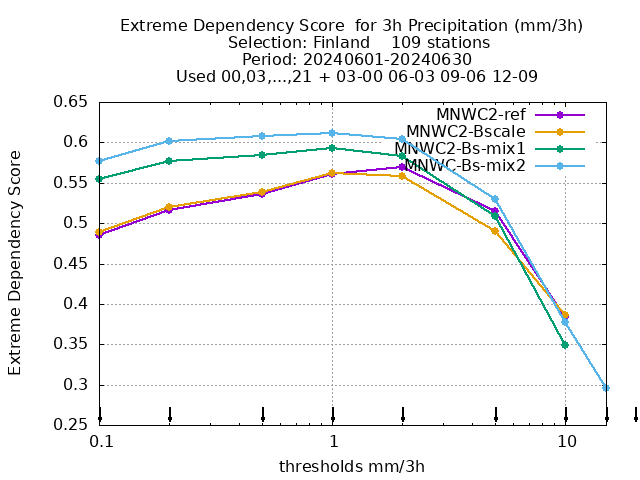 Extreme Dependency Score  for 3h Precipitation (mm/3h)
Selection: Finland    109 stations
Period: 20240601-20240630
Used 00,03,...,21 + 03-00 06-03 09-06 12-09
Extreme Dependency Score
0.65
0.6
0.55
0.5
0.45
0.4
0.35
0.3
0.25
MNWC2-ref
MNWC2-Bscale
MNWC2-Bs-mix1
MNWC-Bs-mix2
0.1
1
10
thresholds mm/3h